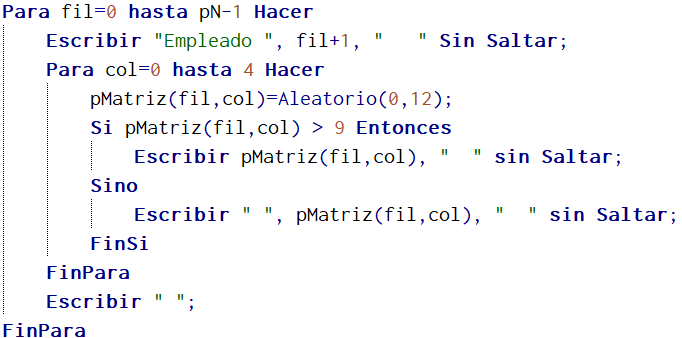 Para fil=0 hasta pN-1 Hacer
Escribir "Empleado ", fil+1, "   " Sin Saltar;
Para col=0 hasta 4 Hacer
pMatriz(fil,col)=Aleatorio(0,12);
Si pMatriz(fil,col) > 9 Entonces
Escribir pMatriz(fil,col), "  " sin Saltar;
Sino
Escribir " ", pMatriz(fil,col), "  " sin Saltar;
FinSi
FinPara
Escribir " ";
FinPara